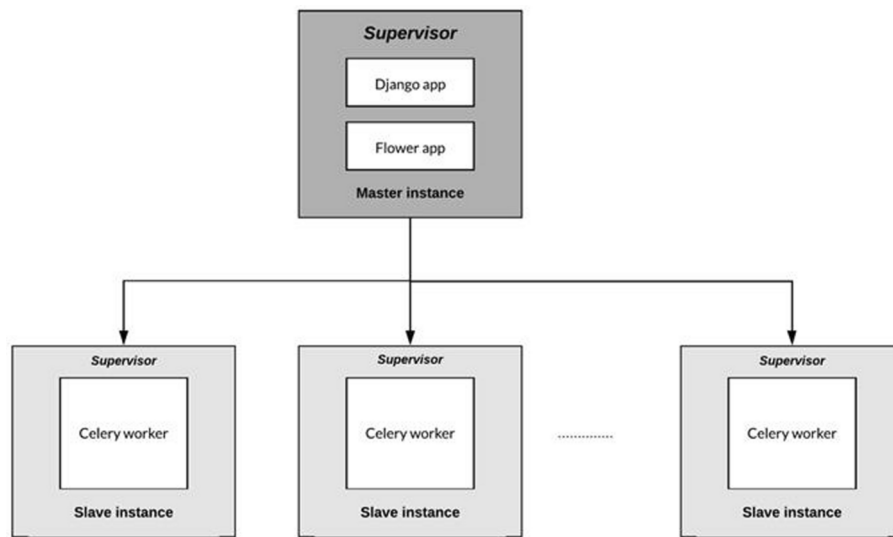 Supervisor
Django app
Flower app
Master instance
Supervisor
Celery worker
Slave instance
Supervisor
Celery worker
Slave instance
.............
Supervisor
Celery worker
Slave instance